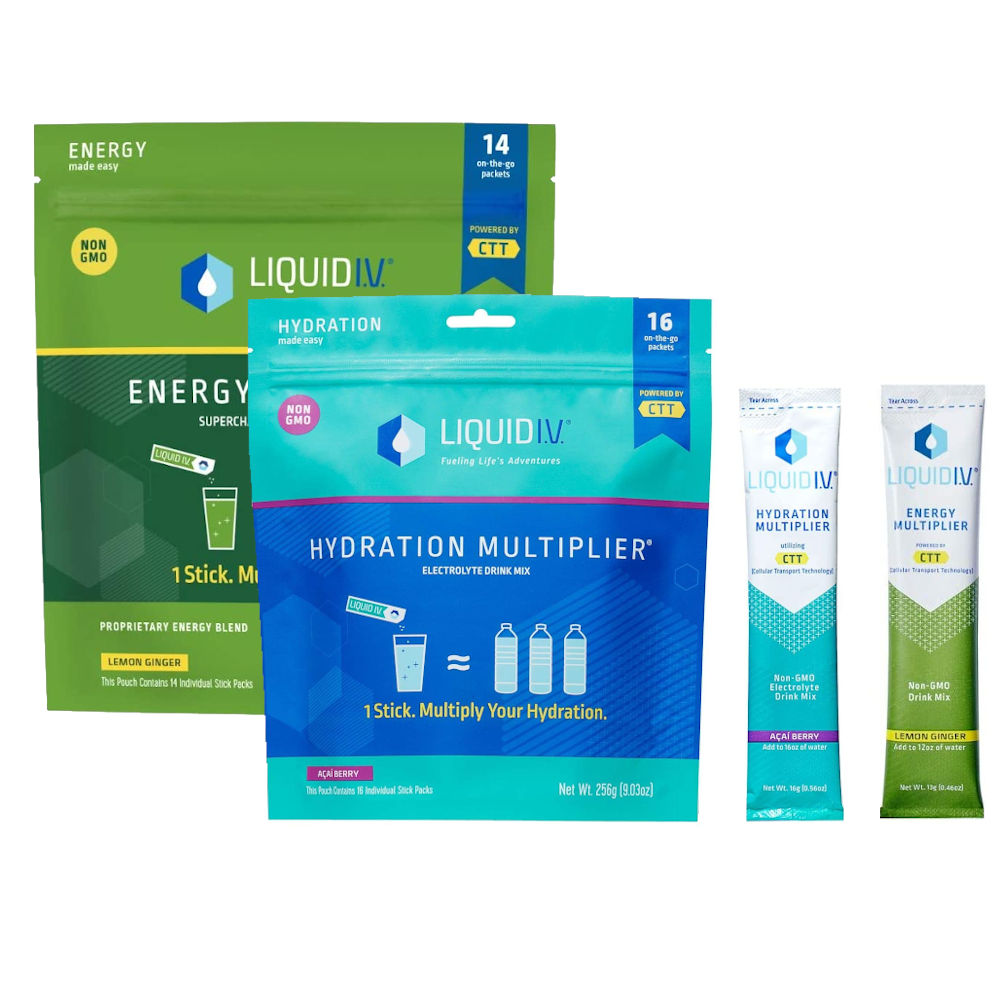 ENERGY
made easy
14
on-the-go
packets
NON
GMO
POWERED BY
CTT
LIQUID I.V.®
ENERGY
SUPERCH
LIQUID I.V.
1 Stick. Mu
PROPRIETARY ENERGY BLEND
LEMON GINGER
This Pouch Contains 14 Individual Stick Packs
HYDRATION
made easy
16
on-the-go
packets
NON
GMO
POWERED BY
CTT
LIQUID I.V.®
Fueling Life's Adventures
HYDRATION MULTIPLIER®
ELECTROLYTE DRINK MIX
LIQUID I.V.
≈
1 Stick. Multiply Your Hydration.
AÇAÍ BERRY
This Pouch Contains 16 Individual Stick Packs
Net Wt. 256g (9.03oz)
Tear Across
LIQUID I.V.®
HYDRATION
MULTIPLIER
utilizing
CTT
(Cellular Transport Technology)
Non-GMO
Electrolyte
Drink Mix
AÇAÍ BERRY
Add to 16oz of water
Net Wt. 16g (0.56oz)
Tear Across
LIQUID I.V.®
ENERGY
MULTIPLIER
POWERED BY
CTT
(Cellular Transport Technology)
Non-GMO
Drink Mix
LEMON GINGER
Add to 12oz of water
Net Wt. 13g (0.46oz)